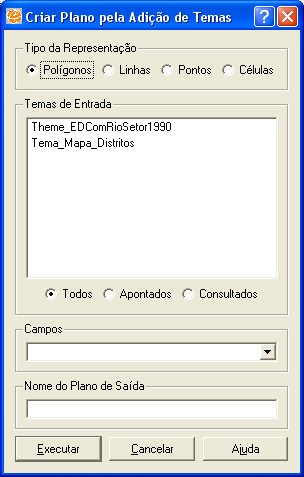 Criar Plano pela Adição de Temas
Tipo da Representação
Polígonos Linhas Pontos Células
Temas de Entrada
Theme_EDComRioSetor1990
Tema_Mapa_Distritos
Todos Apontados Consultados
Campos
Nome do Plano de Saída
Executar Cancelar Ajuda